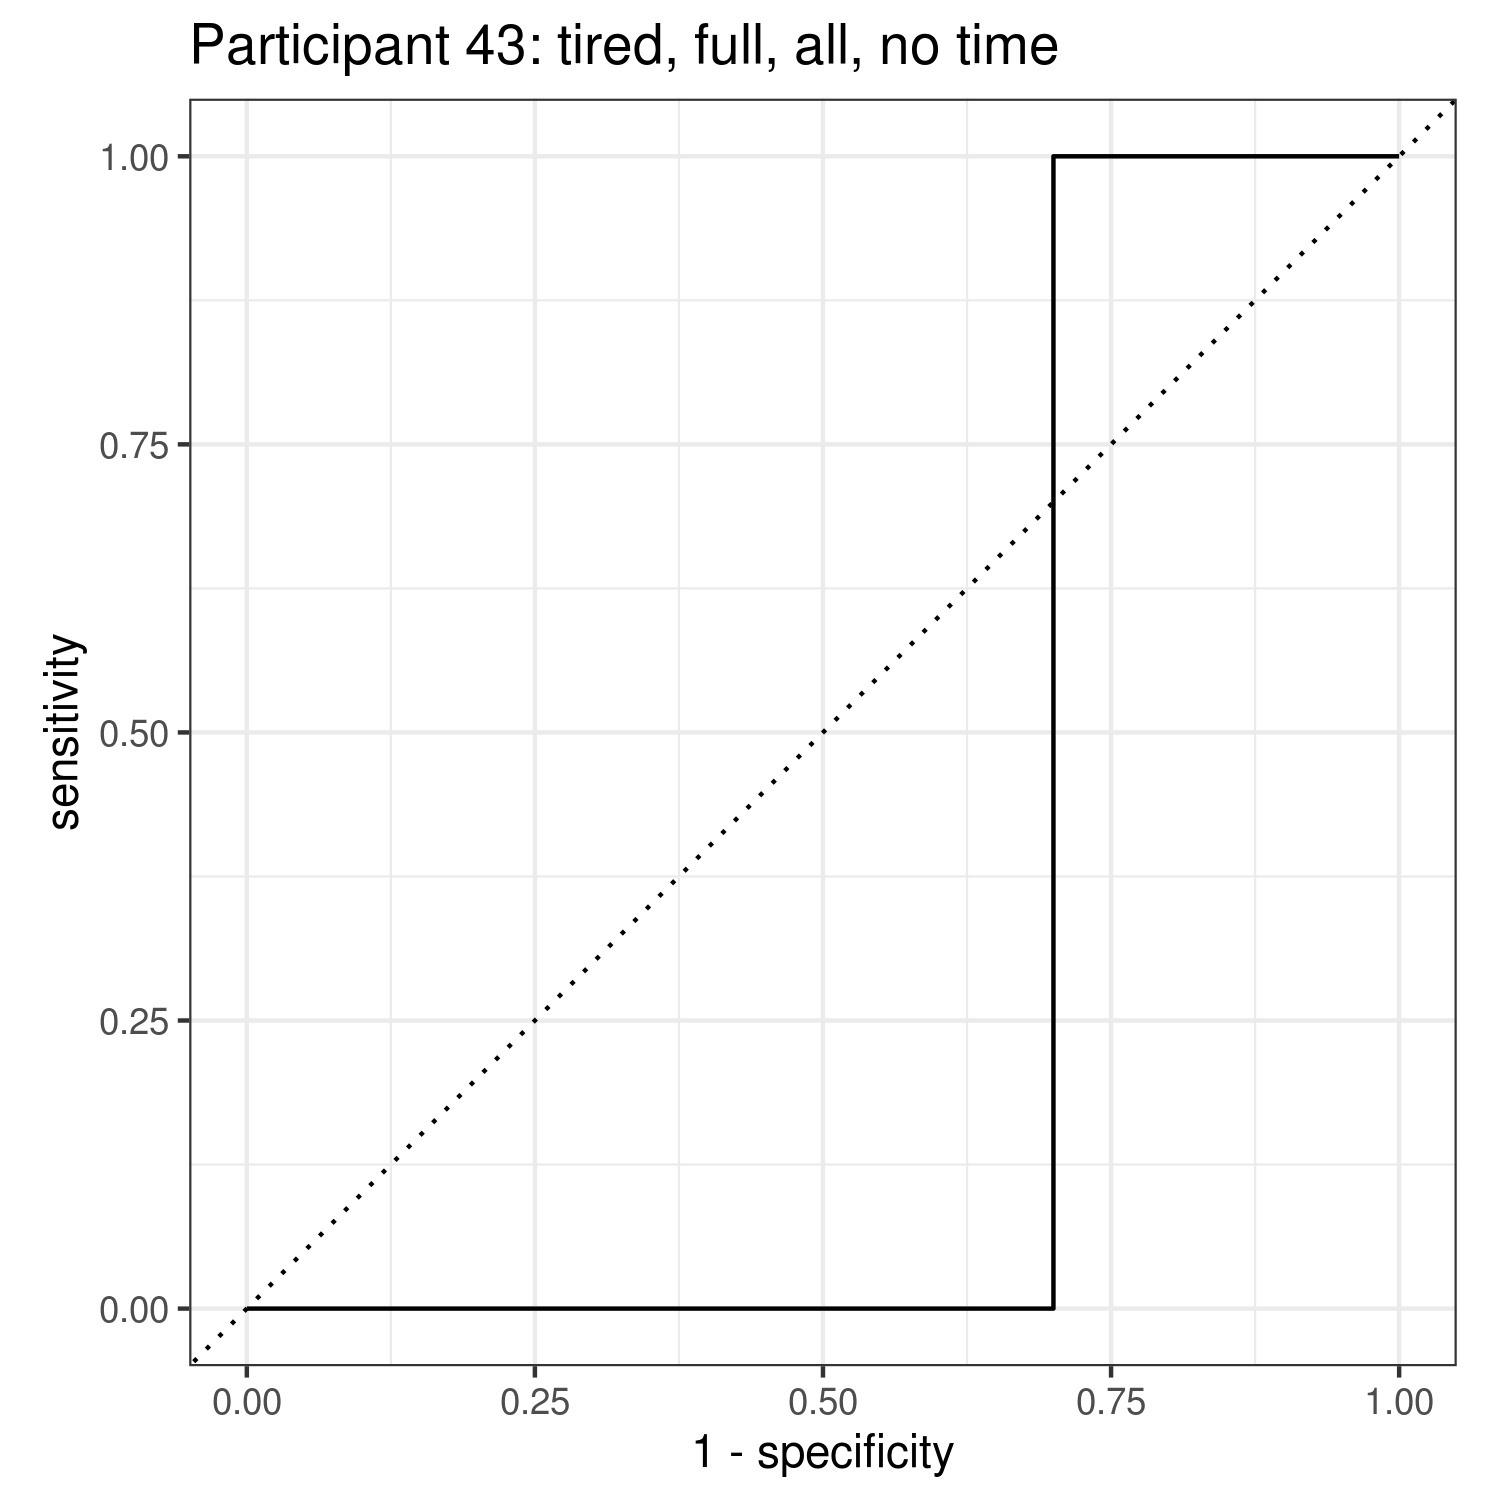 Participant 43: tired, full, all, no time
1.00
0.75
0.50
0.25
0.00
sensitivity
0.00 0.25 0.50 0.75 1.00
1 - specificity